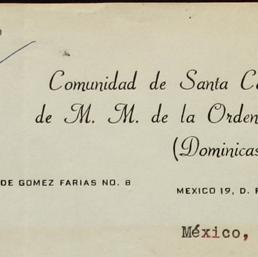 Comunidad de Santa
de M. M. de la Orden
(Dominicas
DE GOMEZ FARIAS NO. 8
MEXICO 19, D.
México,